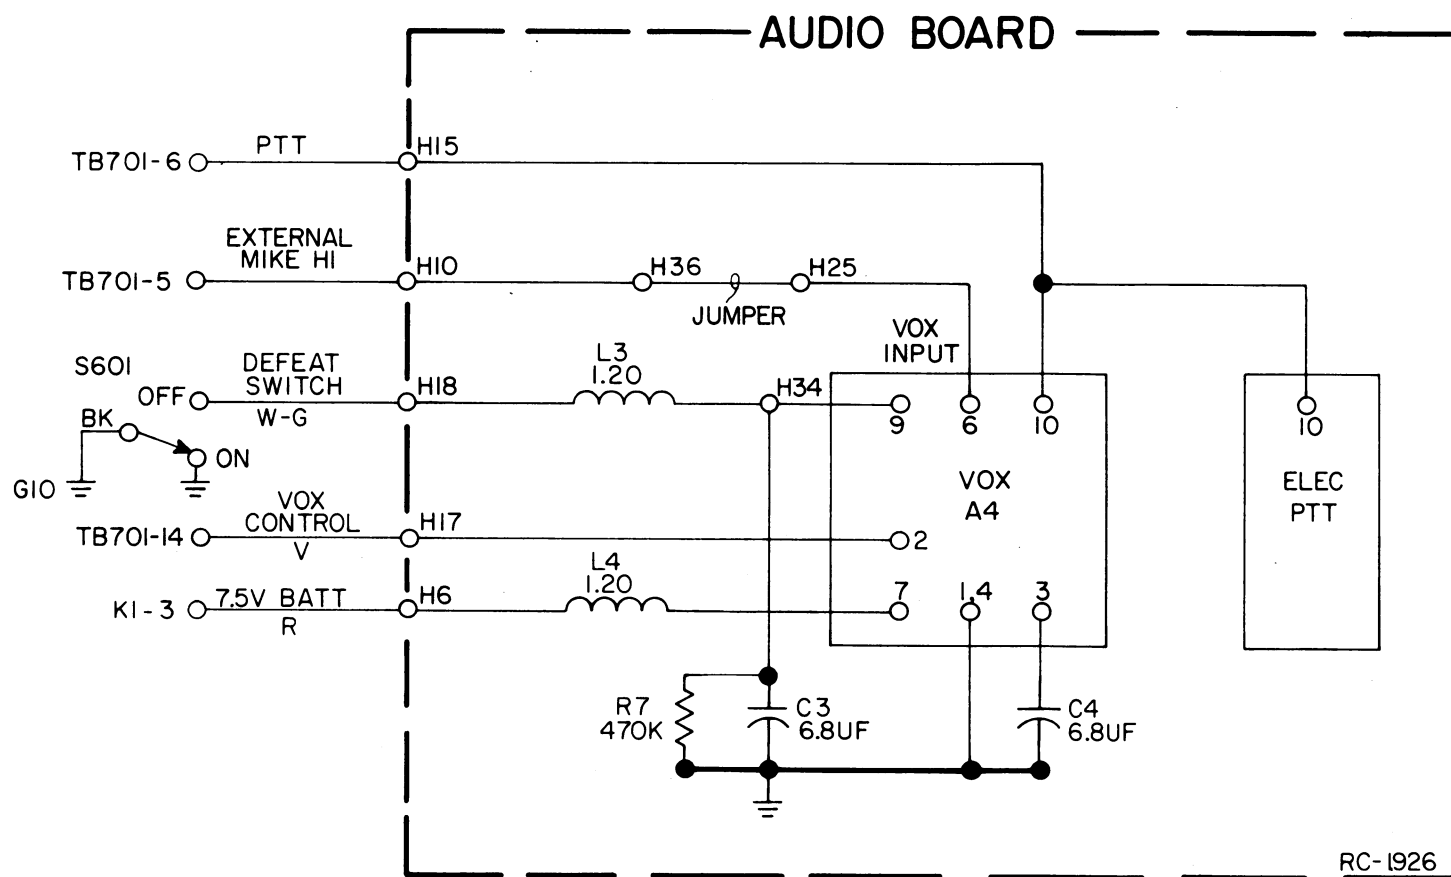 AUDIO BOARD
TB701-6
PTT
H15
TB701-5
EXTERNAL
MIKE HI
H10
H36
JUMPER
H25
S601
OFF
DEFEAT
SWITCH
W-G
H18
L3
1.20
H34
VOX
INPUT
9
6
10
10
BK
ON
G10
VOX
A4
ELEC
PTT
TB701-14
VOX
CONTROL
V
H17
2
K1-3
7.5V BATT
R
H6
L4
1.20
7
1,4
3
R7
470K
C3
6.8UF
C4
6.8UF
RC-1926